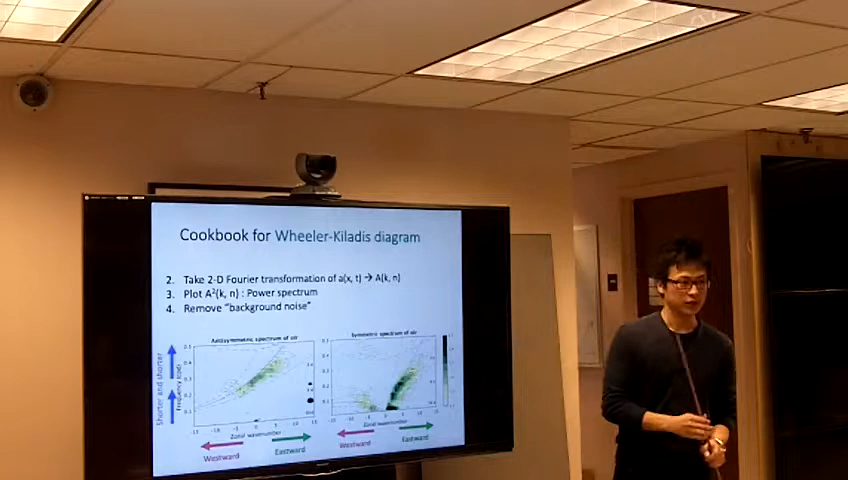 Cookbook for Wheeler-Kiladis diagram
2. Take 2-D Fourier transformation of a(x, t) → A(k, n)
3. Plot A²(k, n) : Power spectrum
4. Remove "background noise"
Antisymmetric spectrum of olr
Symmetric spectrum of olr
Shorter and shorter
Frequency (cpd)
Zonal wavenumber
Zonal wavenumber
Westward
Eastward
Westward
Eastward